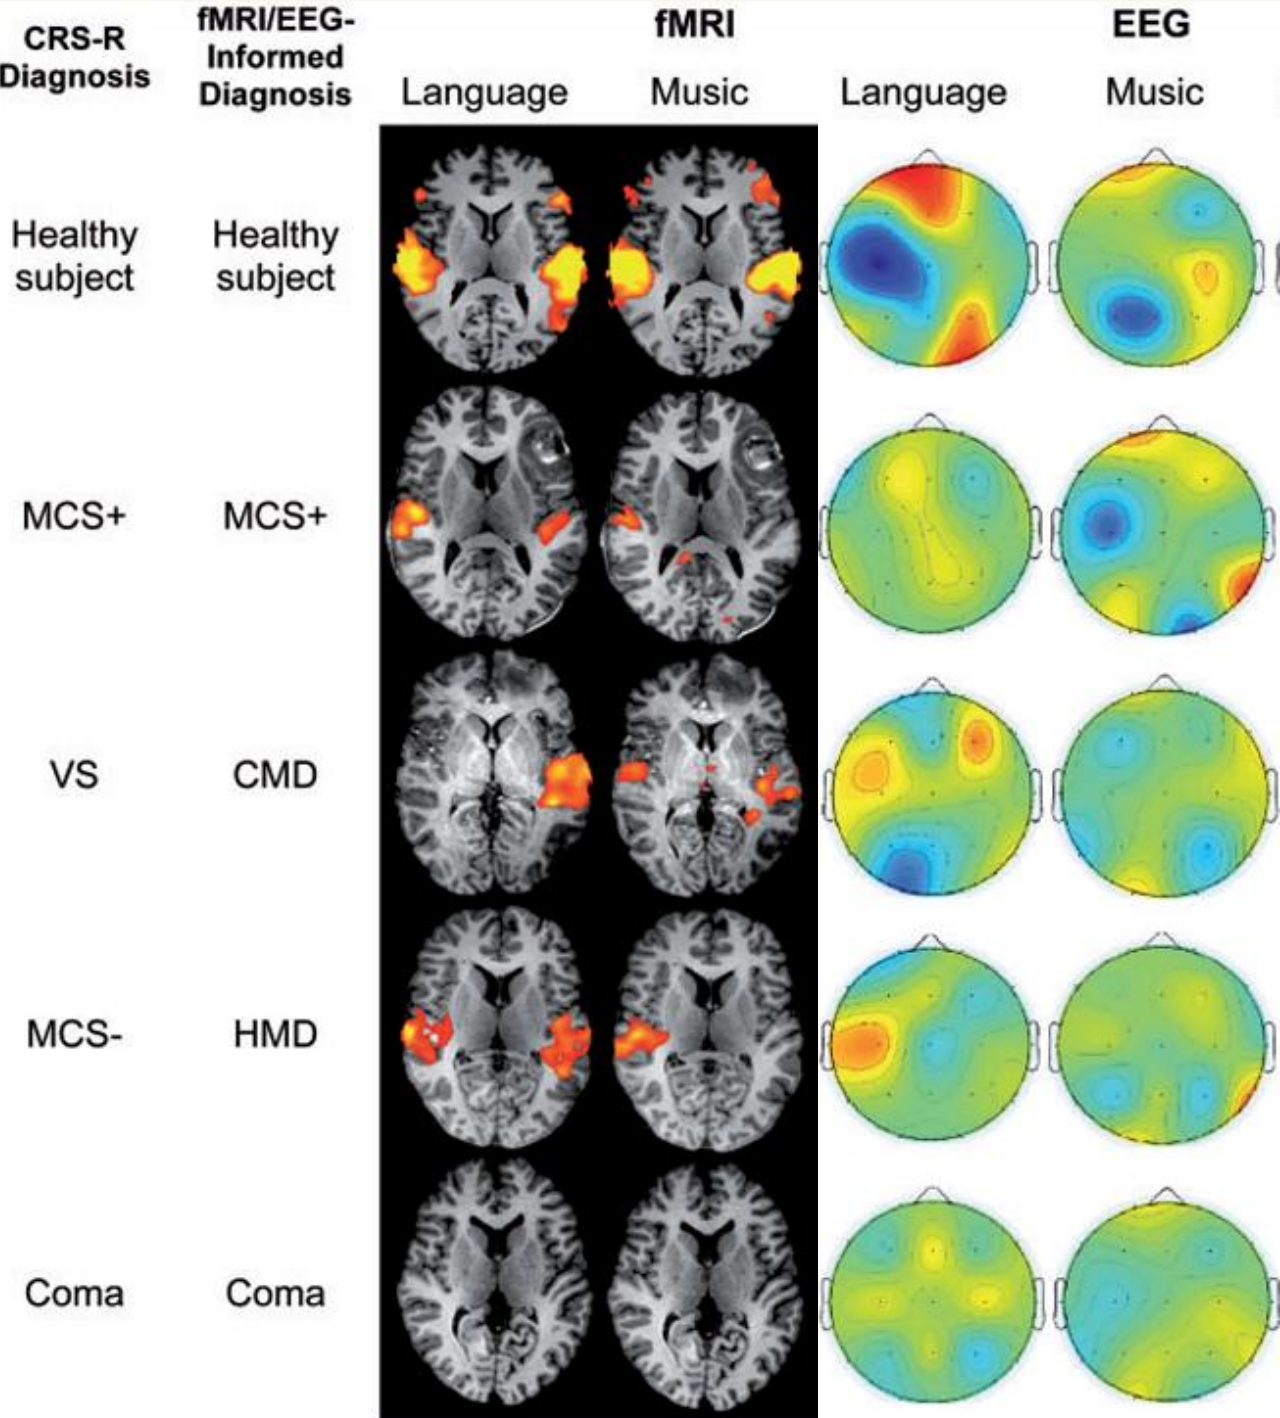 CRS-R
Diagnosis
fMRI/EEG-
Informed
Diagnosis
fMRI
EEG
Language
Music
Language
Music
Healthy
subject
Healthy
subject
MCS+
MCS+
VS
CMD
MCS-
HMD
Coma
Coma